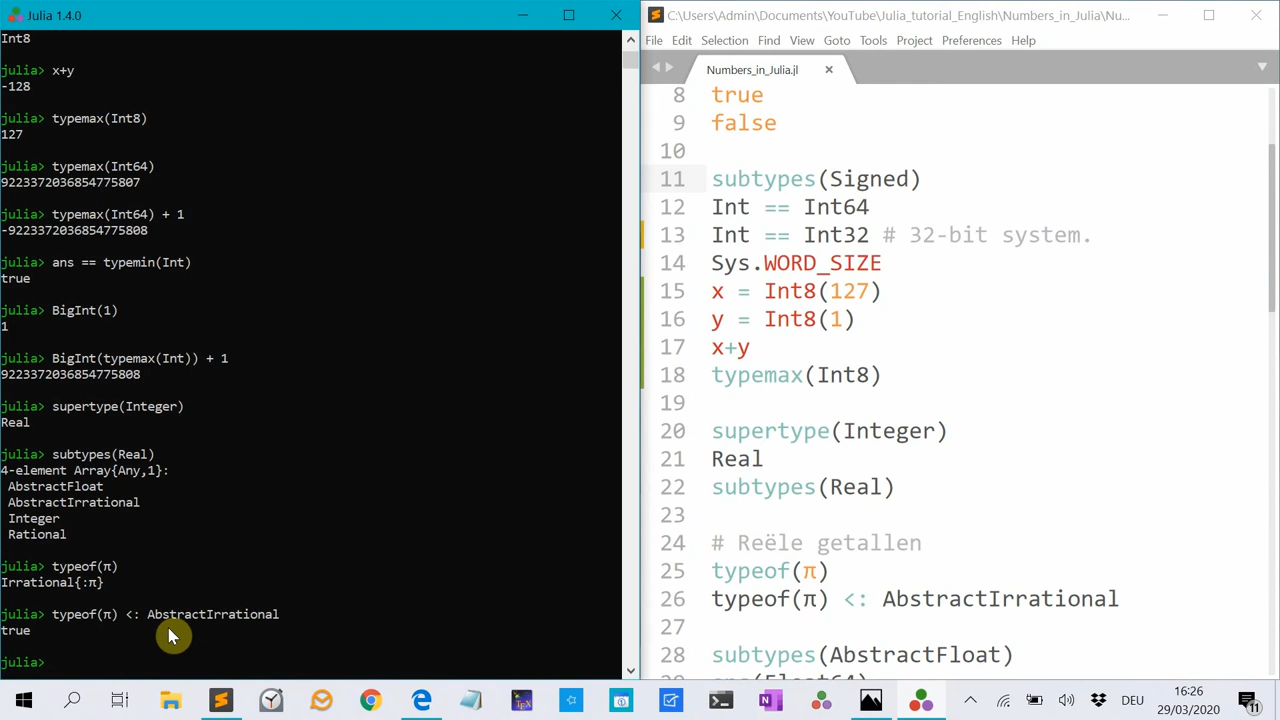 Julia 1.4.0
Int8
julia> x+y
-128
julia> typemax(Int8)
127
julia> typemax(Int64)
9223372036854775807
julia> typemax(Int64) + 1
-9223372036854775808
julia> ans == typemin(Int)
true
julia> BigInt(1)
1
julia> BigInt(typemax(Int)) + 1
9223372036854775808
julia> supertype(Integer)
Real
julia> subtypes(Real)
4-element Array{Any,1}:
AbstractFloat
AbstractIrrational
Integer
Rational
julia> typeof(π)
Irrational{:π}
julia> typeof(π) <: AbstractIrrational
true
julia>
C:\Users\Admin\Documents\YouTube\Julia_tutorial_English\Numbers_in_Julia\Nu...
File Edit Selection Find View Goto Tools Project Preferences Help
Numbers_in_Julia.jl
8 true
9 false
10
11 subtypes(Signed)
12 Int == Int64
13 Int == Int32 # 32-bit system.
14 Sys.WORD_SIZE
15 x = Int8(127)
16 y = Int8(1)
17 x+y
18 typemax(Int8)
19
20 supertype(Integer)
21 Real
22 subtypes(Real)
23
24 # Reële getallen
25 typeof(π)
26 typeof(π) <: AbstractIrrational
27
28 subtypes(AbstractFloat)
DEU
16:26
29/03/2020
11